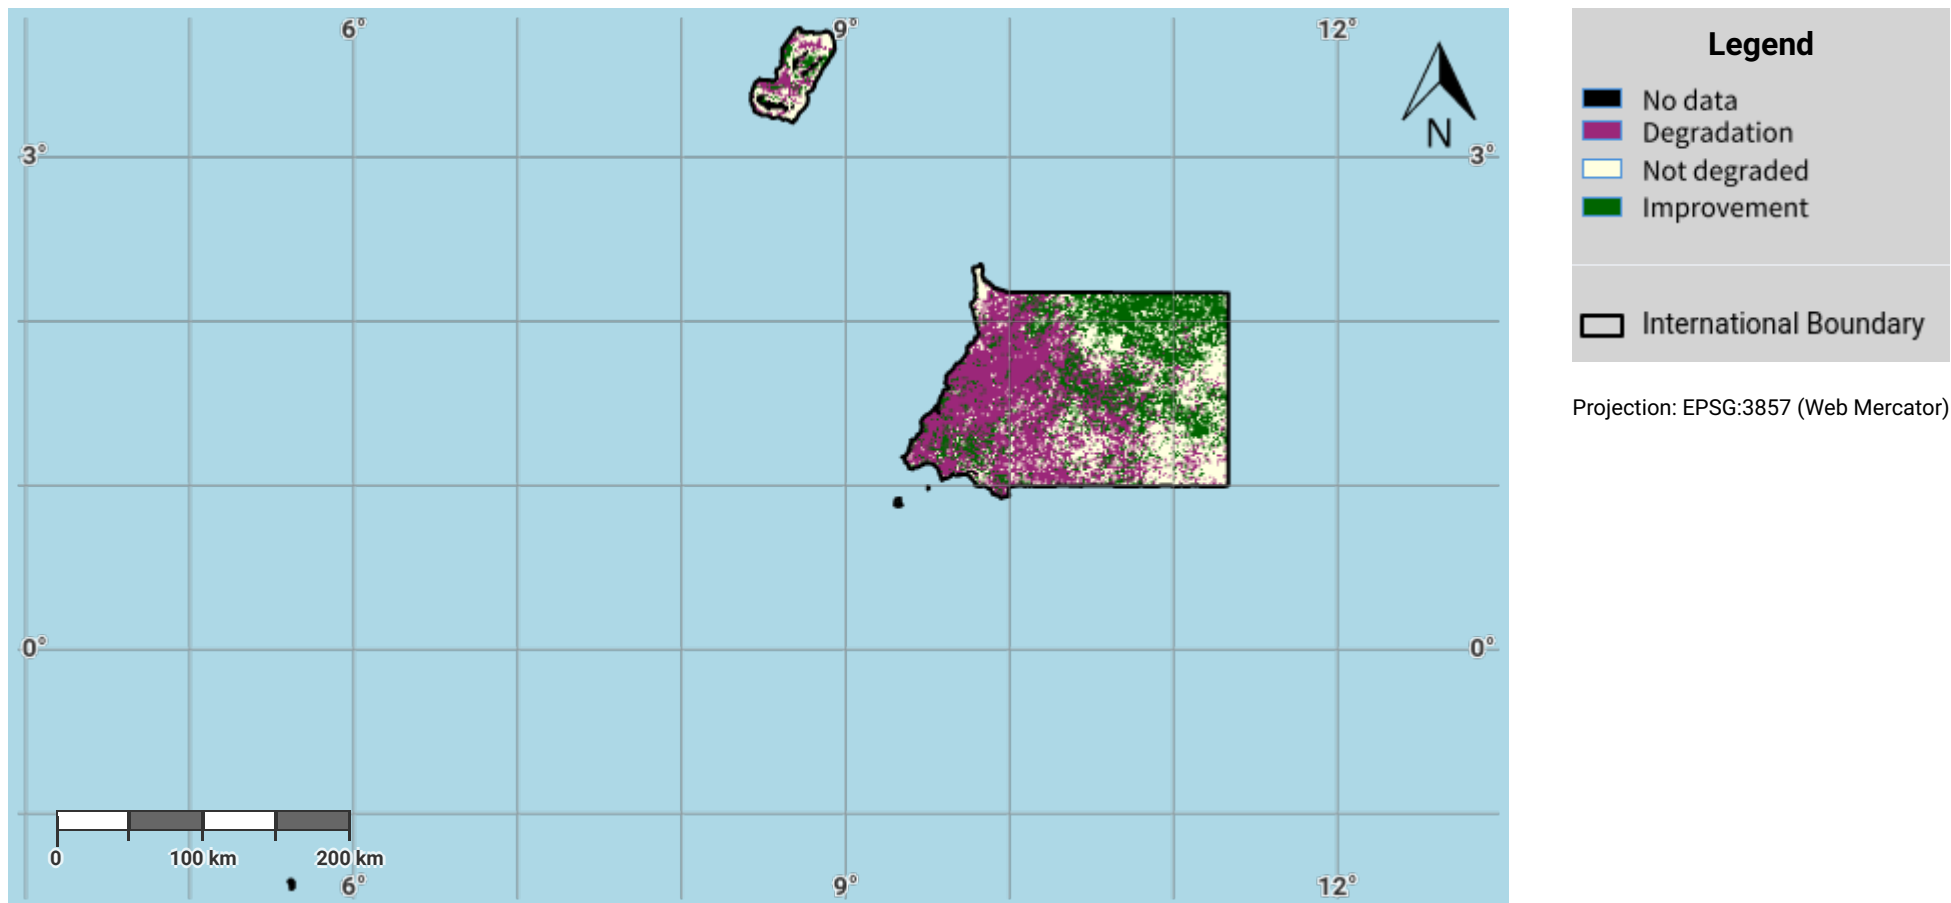 6° 9° 12°
N
3° 3°
0° 0°
0 100 km 200 km
6° 9° 12°
Legend
No data
Degradation
Not degraded
Improvement
International Boundary
Projection: EPSG:3857 (Web Mercator)